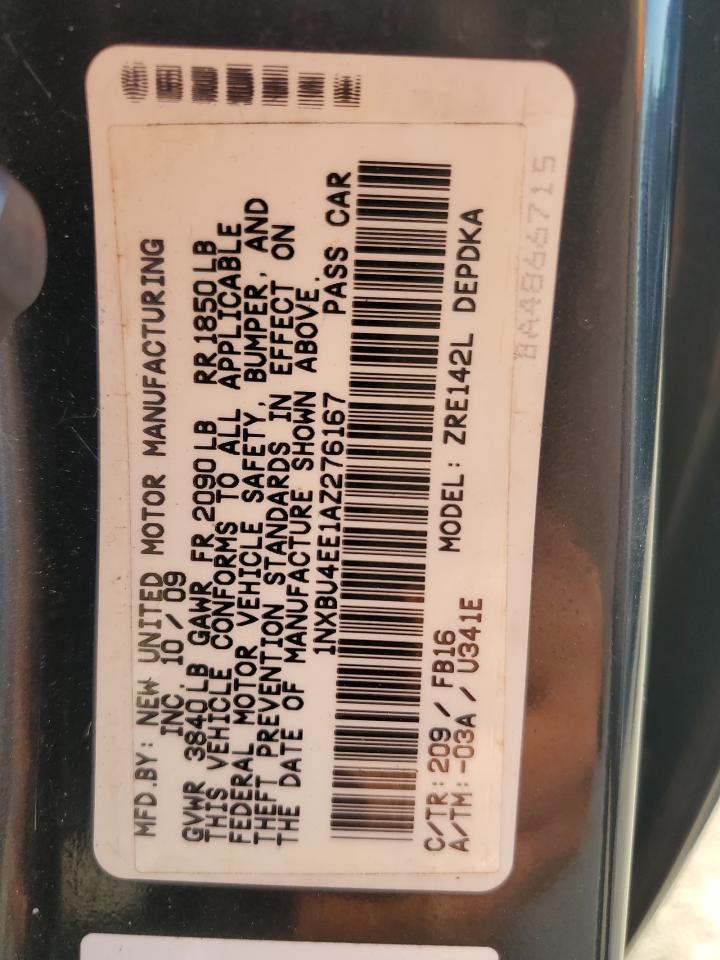 MFD.BY: NEW UNITED MOTOR MANUFACTURING
INC. 10/09
GVWR 3840LB GAWR FR 2090LB RR 1850LB
THIS VEHICLE CONFORMS TO ALL APPLICABLE
FEDERAL MOTOR VEHICLE SAFETY, BUMPER, AND
THEFT PREVENTION STANDARDS IN EFFECT ON
THE DATE OF MANUFACTURE SHOWN ABOVE.
1NXBU4EE1AZ276167 PASS CAR
C/TR: 209/FB16 MODEL: ZRE142L DEPDKA
A/TM: -03A/U341E
8A4866715